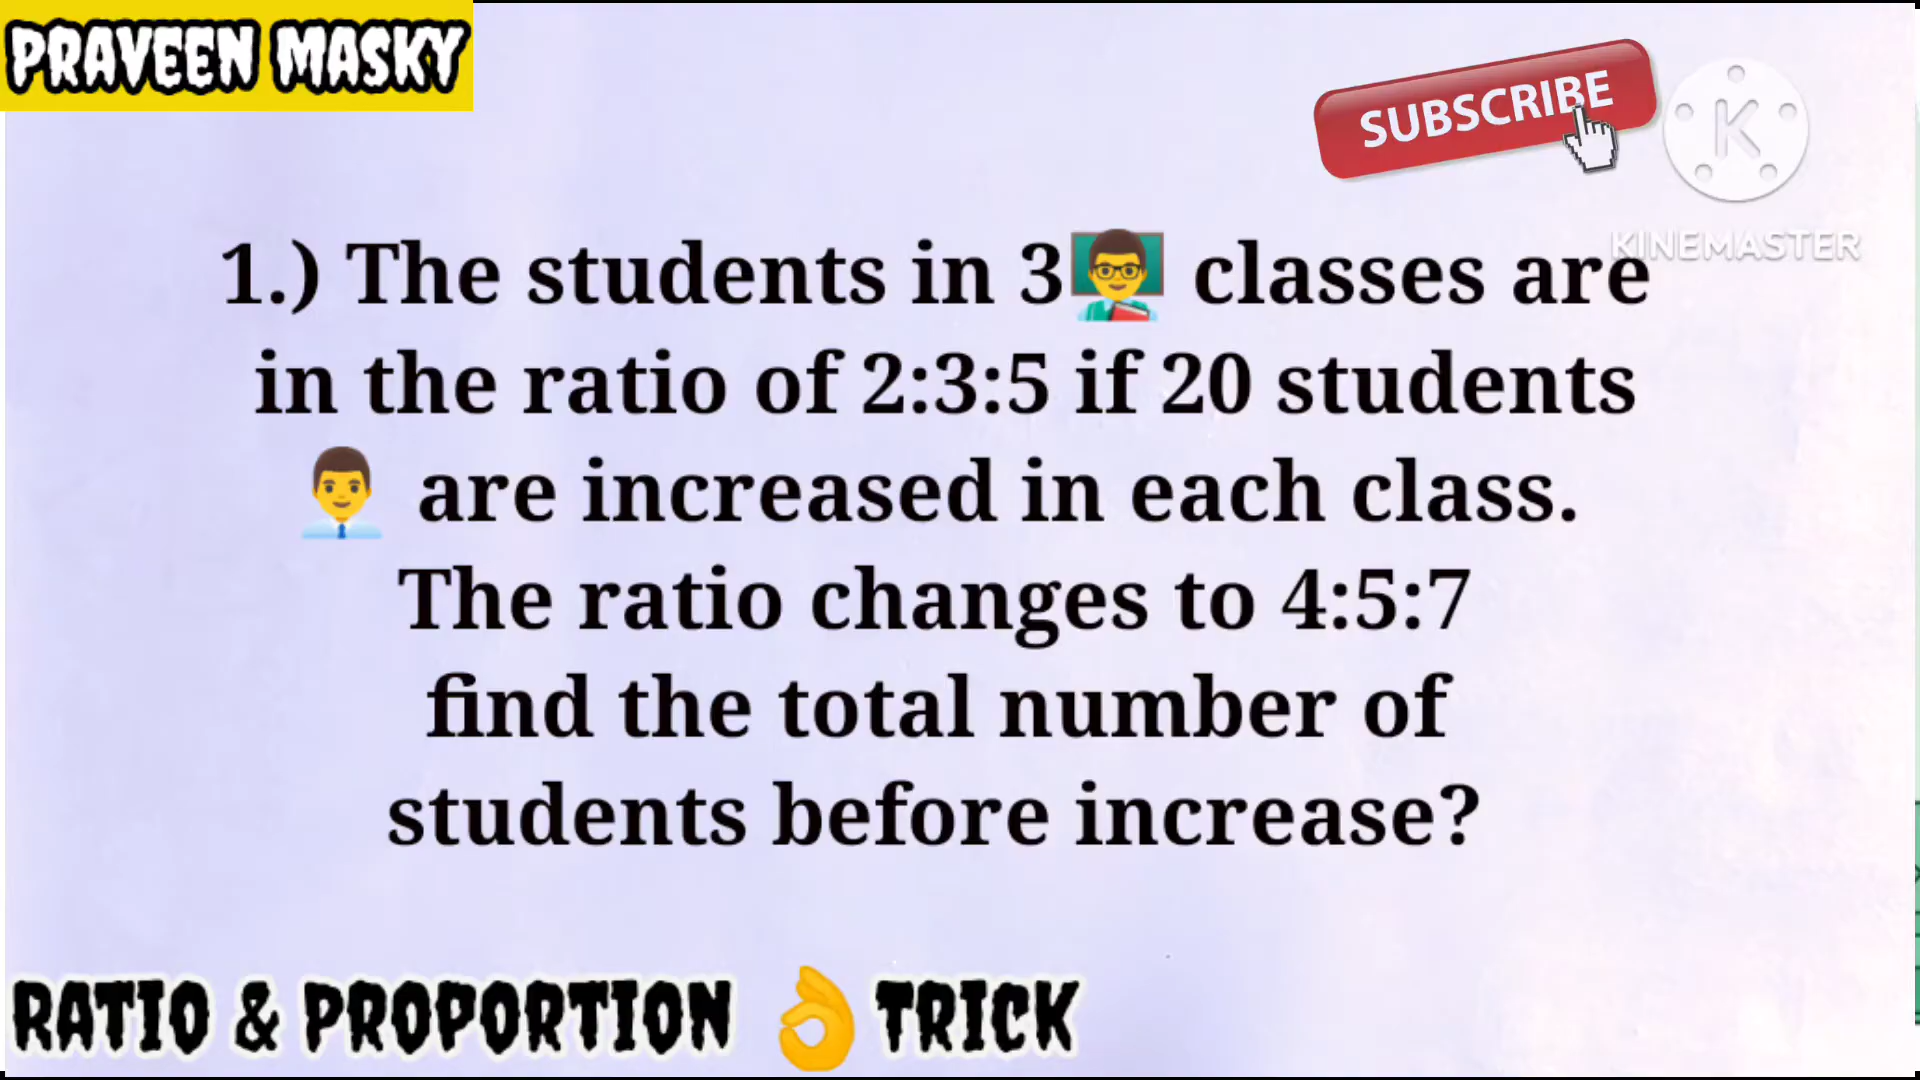 PRAVEEN MASKY
SUBSCRIBE
K
KINEMASTER
1.) The students in 3👨‍🏫 classes are
in the ratio of 2:3:5 if 20 students
👨‍💼 are increased in each class.
The ratio changes to 4:5:7
find the total number of
students before increase?
RATIO & PROPORTION 👌 TRICK